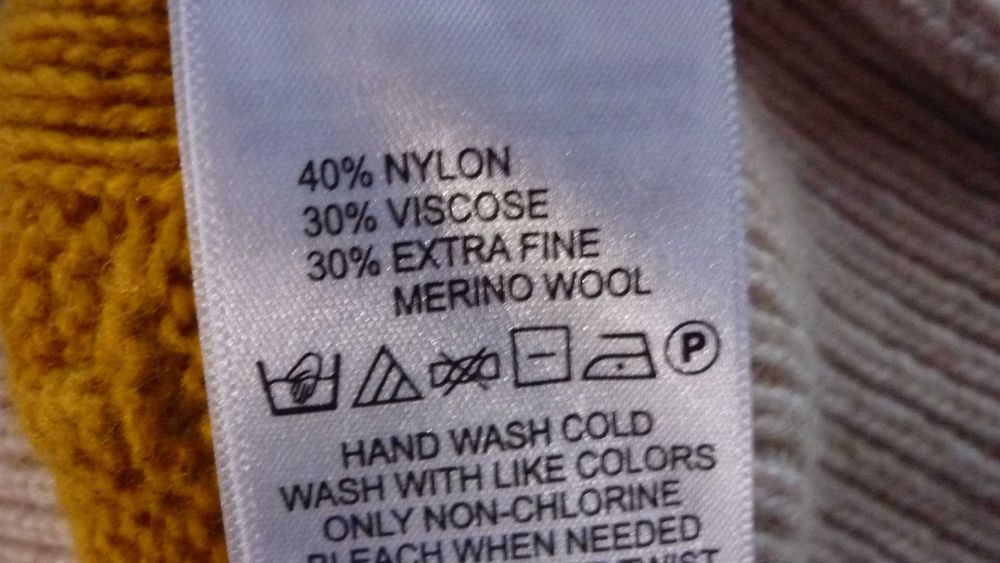 40% NYLON
30% VISCOSE
30% EXTRA FINE
MERINO WOOL
P
HAND WASH COLD
WASH WITH LIKE COLORS
ONLY NON-CHLORINE
BLEACH WHEN NEEDED
TWIST